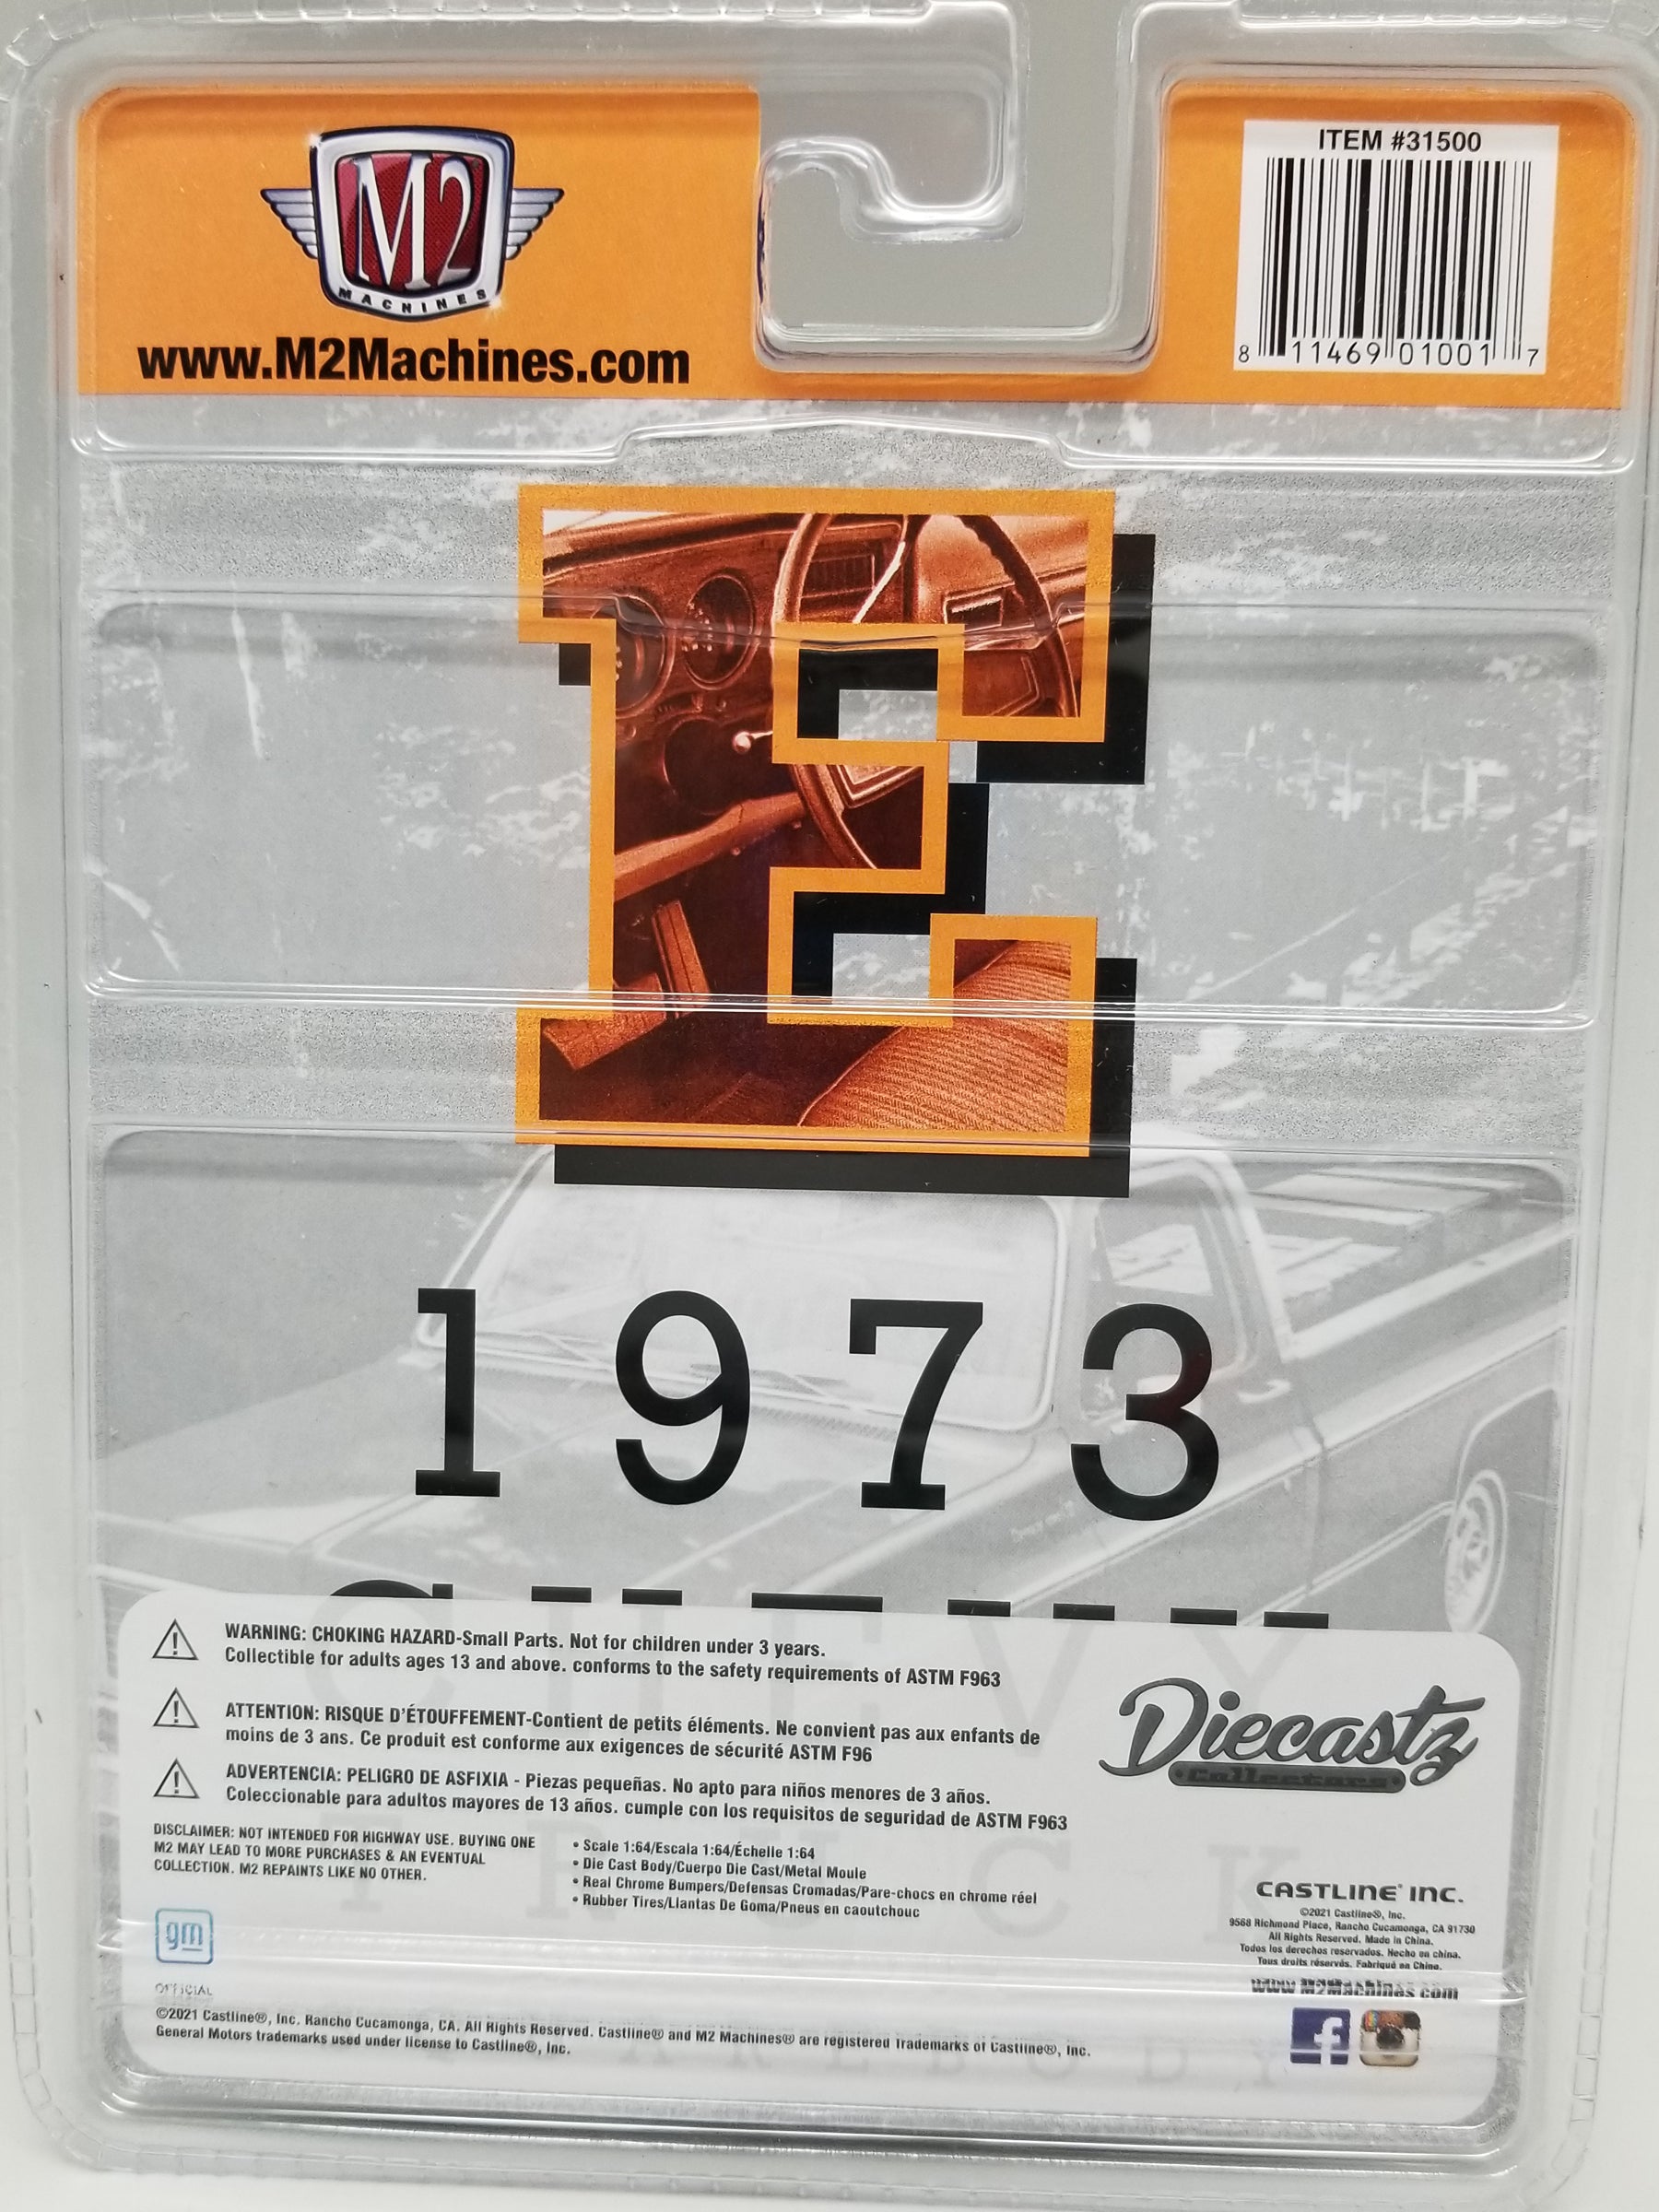 M2
MACHINES
www.M2Machines.com
ITEM #31500
8 11469 01001 7
E
1973
CHEVY
WARNING: CHOKING HAZARD-Small Parts. Not for children under 3 years.
Collectible for adults ages 13 and above. conforms to the safety requirements of ASTM F963
ATTENTION: RISQUE D'ÉTOUFFEMENT-Contient de petits éléments. Ne convient pas aux enfants de
moins de 3 ans. Ce produit est conforme aux exigences de sécurité ASTM F96
ADVERTENCIA: PELIGRO DE ASFIXIA - Piezas pequeñas. No apto para niños menores de 3 años.
Coleccionable para adultos mayores de 13 años. cumple con los requisitos de seguridad de ASTM F963
Diecastz
Collectors
DISCLAIMER: NOT INTENDED FOR HIGHWAY USE. BUYING ONE
M2 MAY LEAD TO MORE PURCHASES & AN EVENTUAL
COLLECTION. M2 REPAINTS LIKE NO OTHER.
• Scale 1:64/Escala 1:64/Échelle 1:64
• Die Cast Body/Cuerpo Die Cast/Metal Moule
• Real Chrome Bumpers/Defensas Cromadas/Pare-chocs en chrome réel
• Rubber Tires/Llantas De Goma/Pneus en caoutchouc
CASTLINE® INC.
©2021 Castline®, Inc.
9568 Richmond Place, Rancho Cucamonga, CA 91730
All Rights Reserved. Made in China.
Todos los derechos reservados. Hecho en china.
Tous droits réservés. Fabriqué en Chine.
www.M2Machines.com
gm
OFFICIAL
©2021 Castline®, Inc. Rancho Cucamonga, CA. All Rights Reserved. Castline® and M2 Machines® are registered Trademarks of Castline®, Inc.
General Motors trademarks used under license to Castline®, Inc.
f